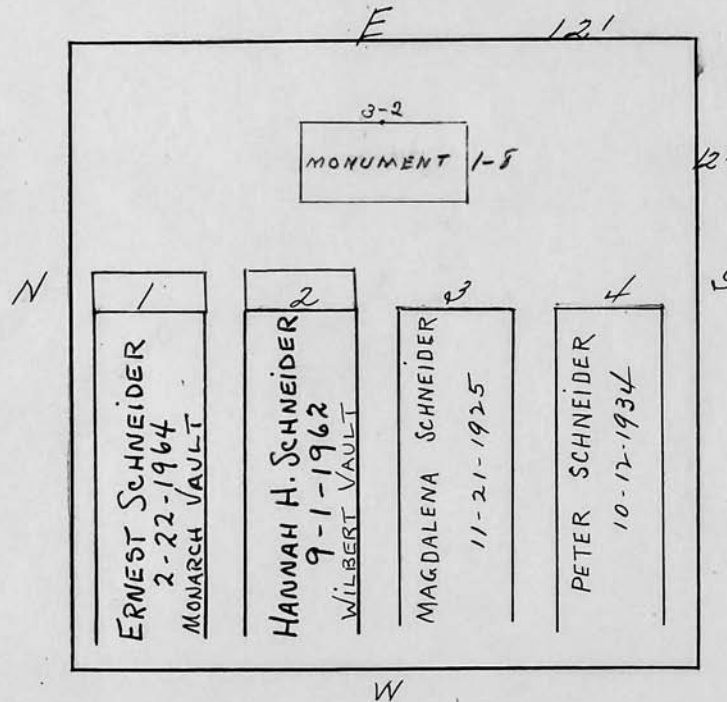 E 12'
3-2
MONUMENT 1-8
12
N
S
1
2
3
4
ERNEST SCHNEIDER
2-22-1964
MONARCH VAULT
HANNAH H. SCHNEIDER
9-1-1962
WILBERT VAULT
MAGDALENA SCHNEIDER
11-21-1925
PETER SCHNEIDER
10-12-1934
W